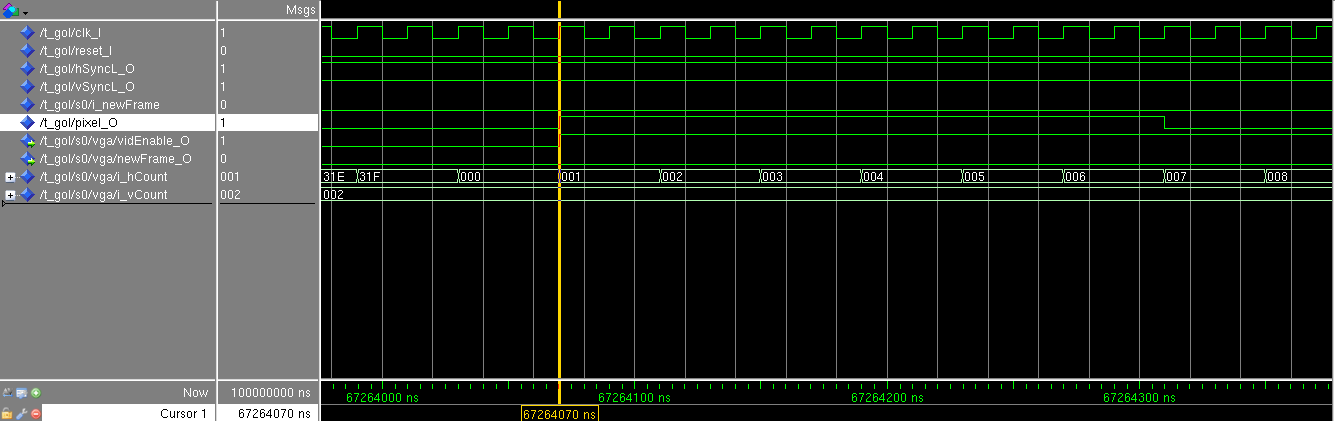 Msgs
/t_gol/clk_I 1
/t_gol/reset_I 0
/t_gol/hSyncL_O 1
/t_gol/vSyncL_O 1
/t_gol/s0/i_newFrame 0
/t_gol/pixel_O 1
/t_gol/s0/vga/vidEnable_O 1
/t_gol/s0/vga/newFrame_O 0
/t_gol/s0/vga/i_hCount 001 31E 31F 000 001 002 003 004 005 006 007 008
/t_gol/s0/vga/i_vCount 002 002
Now 100000000 ns 67264000 ns 67264100 ns 67264200 ns 67264300 ns
Cursor 1 67264070 ns 67264070 ns